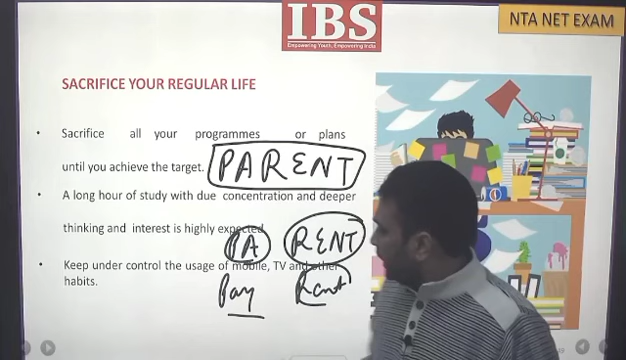 IBS
Empowering Youth, Empowering India
NTA NET EXAM
SACRIFICE YOUR REGULAR LIFE
• Sacrifice all your programmes or plans
until you achieve the target.
PARENT
• A long hour of study with due concentration and deeper
thinking and interest is highly expected
PA RENT
• Keep under control the usage of mobile, TV and other
habits.
Pay Rent